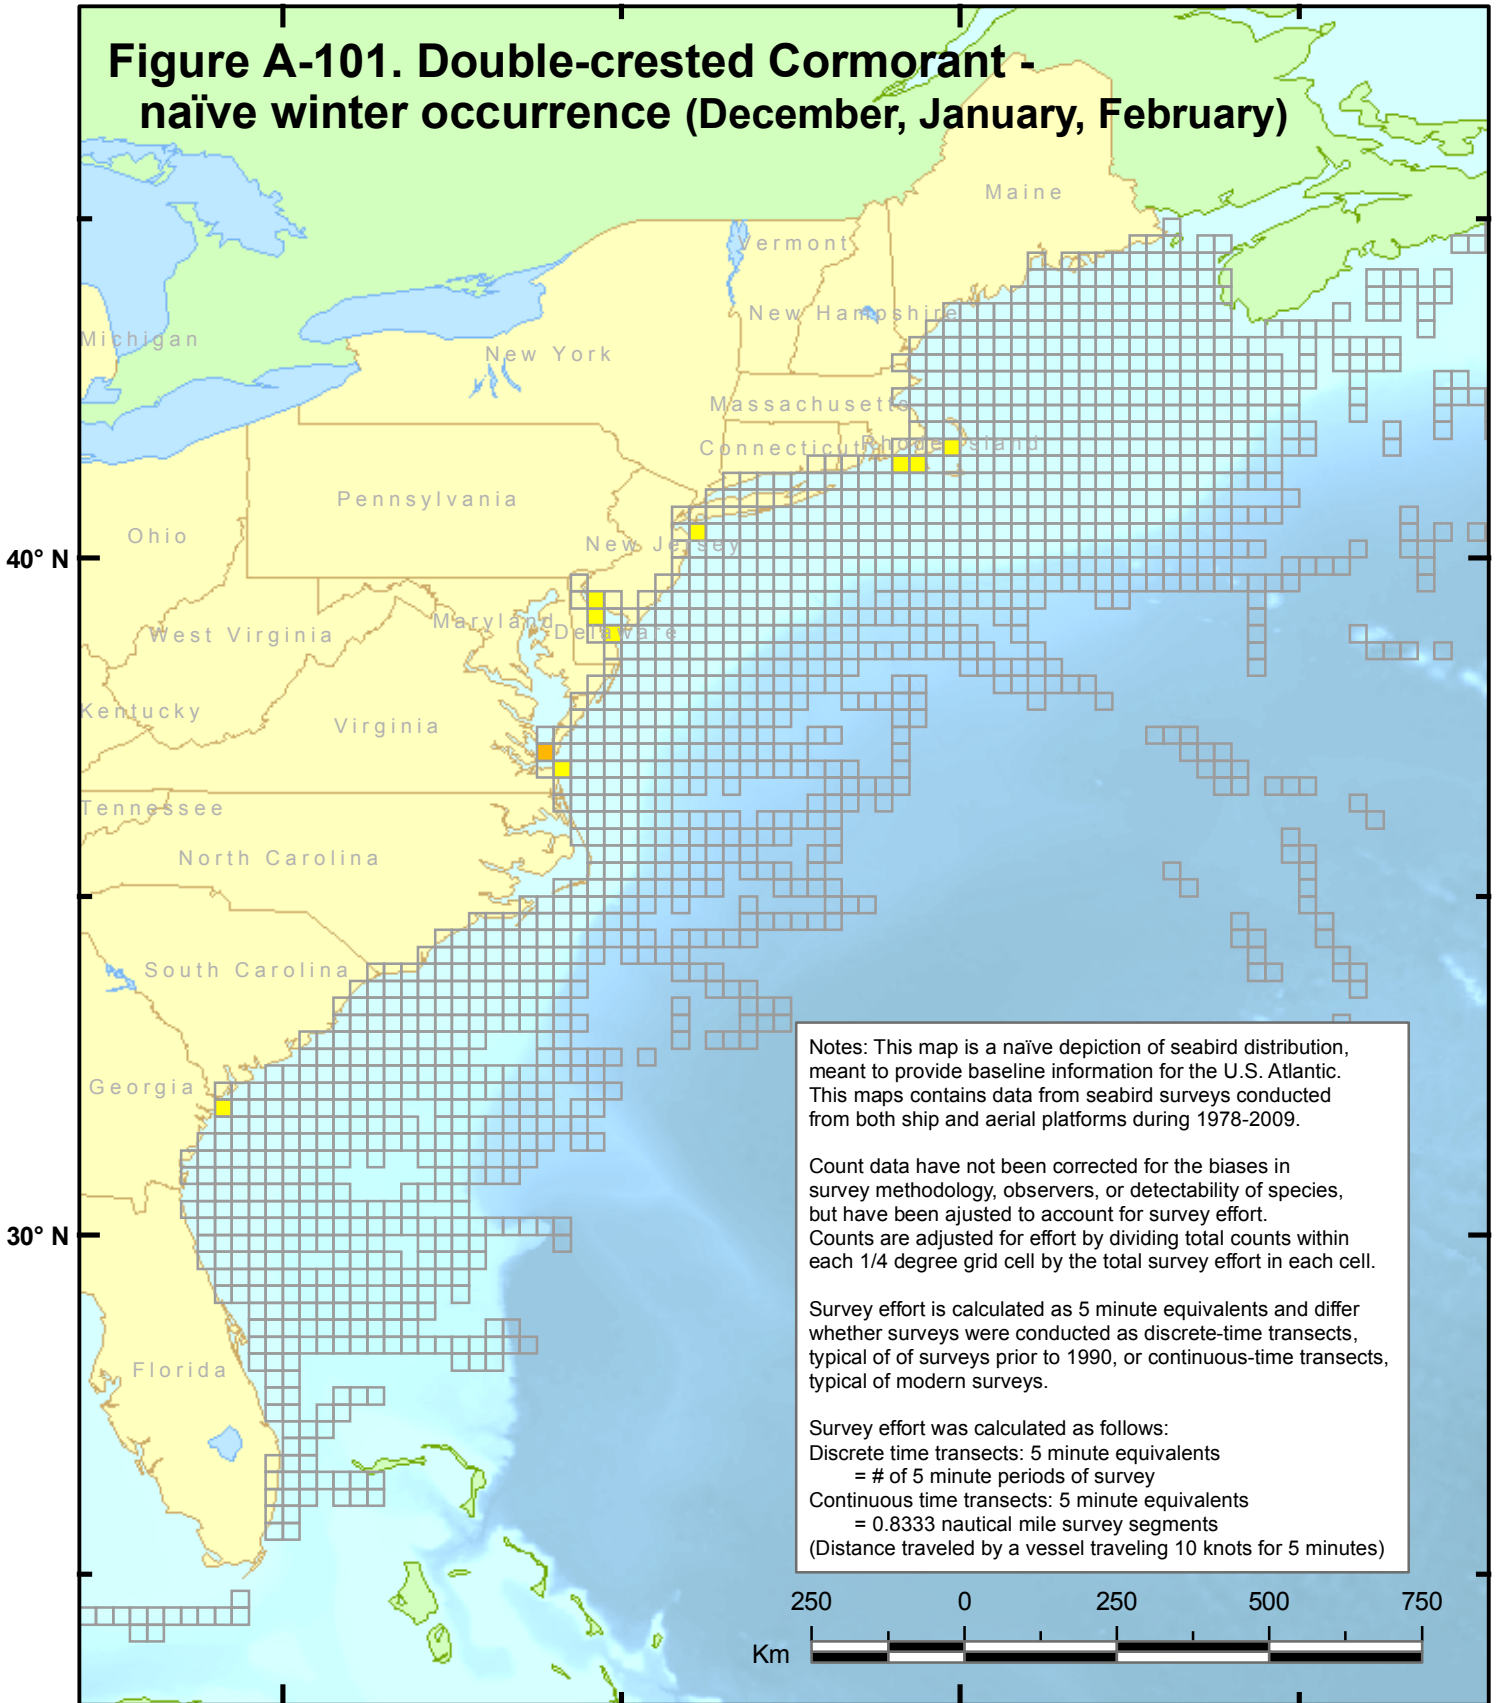 Figure A-101. Double-crested Cormorant -
naïve winter occurrence (December, January, February)
Maine
Vermont
New Hampshire
Michigan
New York
Massachusetts
Connecticut
Rhode Island
Pennsylvania
Ohio
New Jersey
40° N
Maryland
Delaware
West Virginia
Kentucky
Virginia
Tennessee
North Carolina
South Carolina
Georgia
30° N
Florida
Notes: This map is a naïve depiction of seabird distribution,
meant to provide baseline information for the U.S. Atlantic.
This maps contains data from seabird surveys conducted
from both ship and aerial platforms during 1978-2009.
Count data have not been corrected for the biases in
survey methodology, observers, or detectability of species,
but have been ajusted to account for survey effort.
Counts are adjusted for effort by dividing total counts within
each 1/4 degree grid cell by the total survey effort in each cell.
Survey effort is calculated as 5 minute equivalents and differ
whether surveys were conducted as discrete-time transects,
typical of of surveys prior to 1990, or continuous-time transects,
typical of modern surveys.
Survey effort was calculated as follows:
Discrete time transects: 5 minute equivalents
= # of 5 minute periods of survey
Continuous time transects: 5 minute equivalents
= 0.8333 nautical mile survey segments
(Distance traveled by a vessel traveling 10 knots for 5 minutes)
250 0 250 500 750
Km